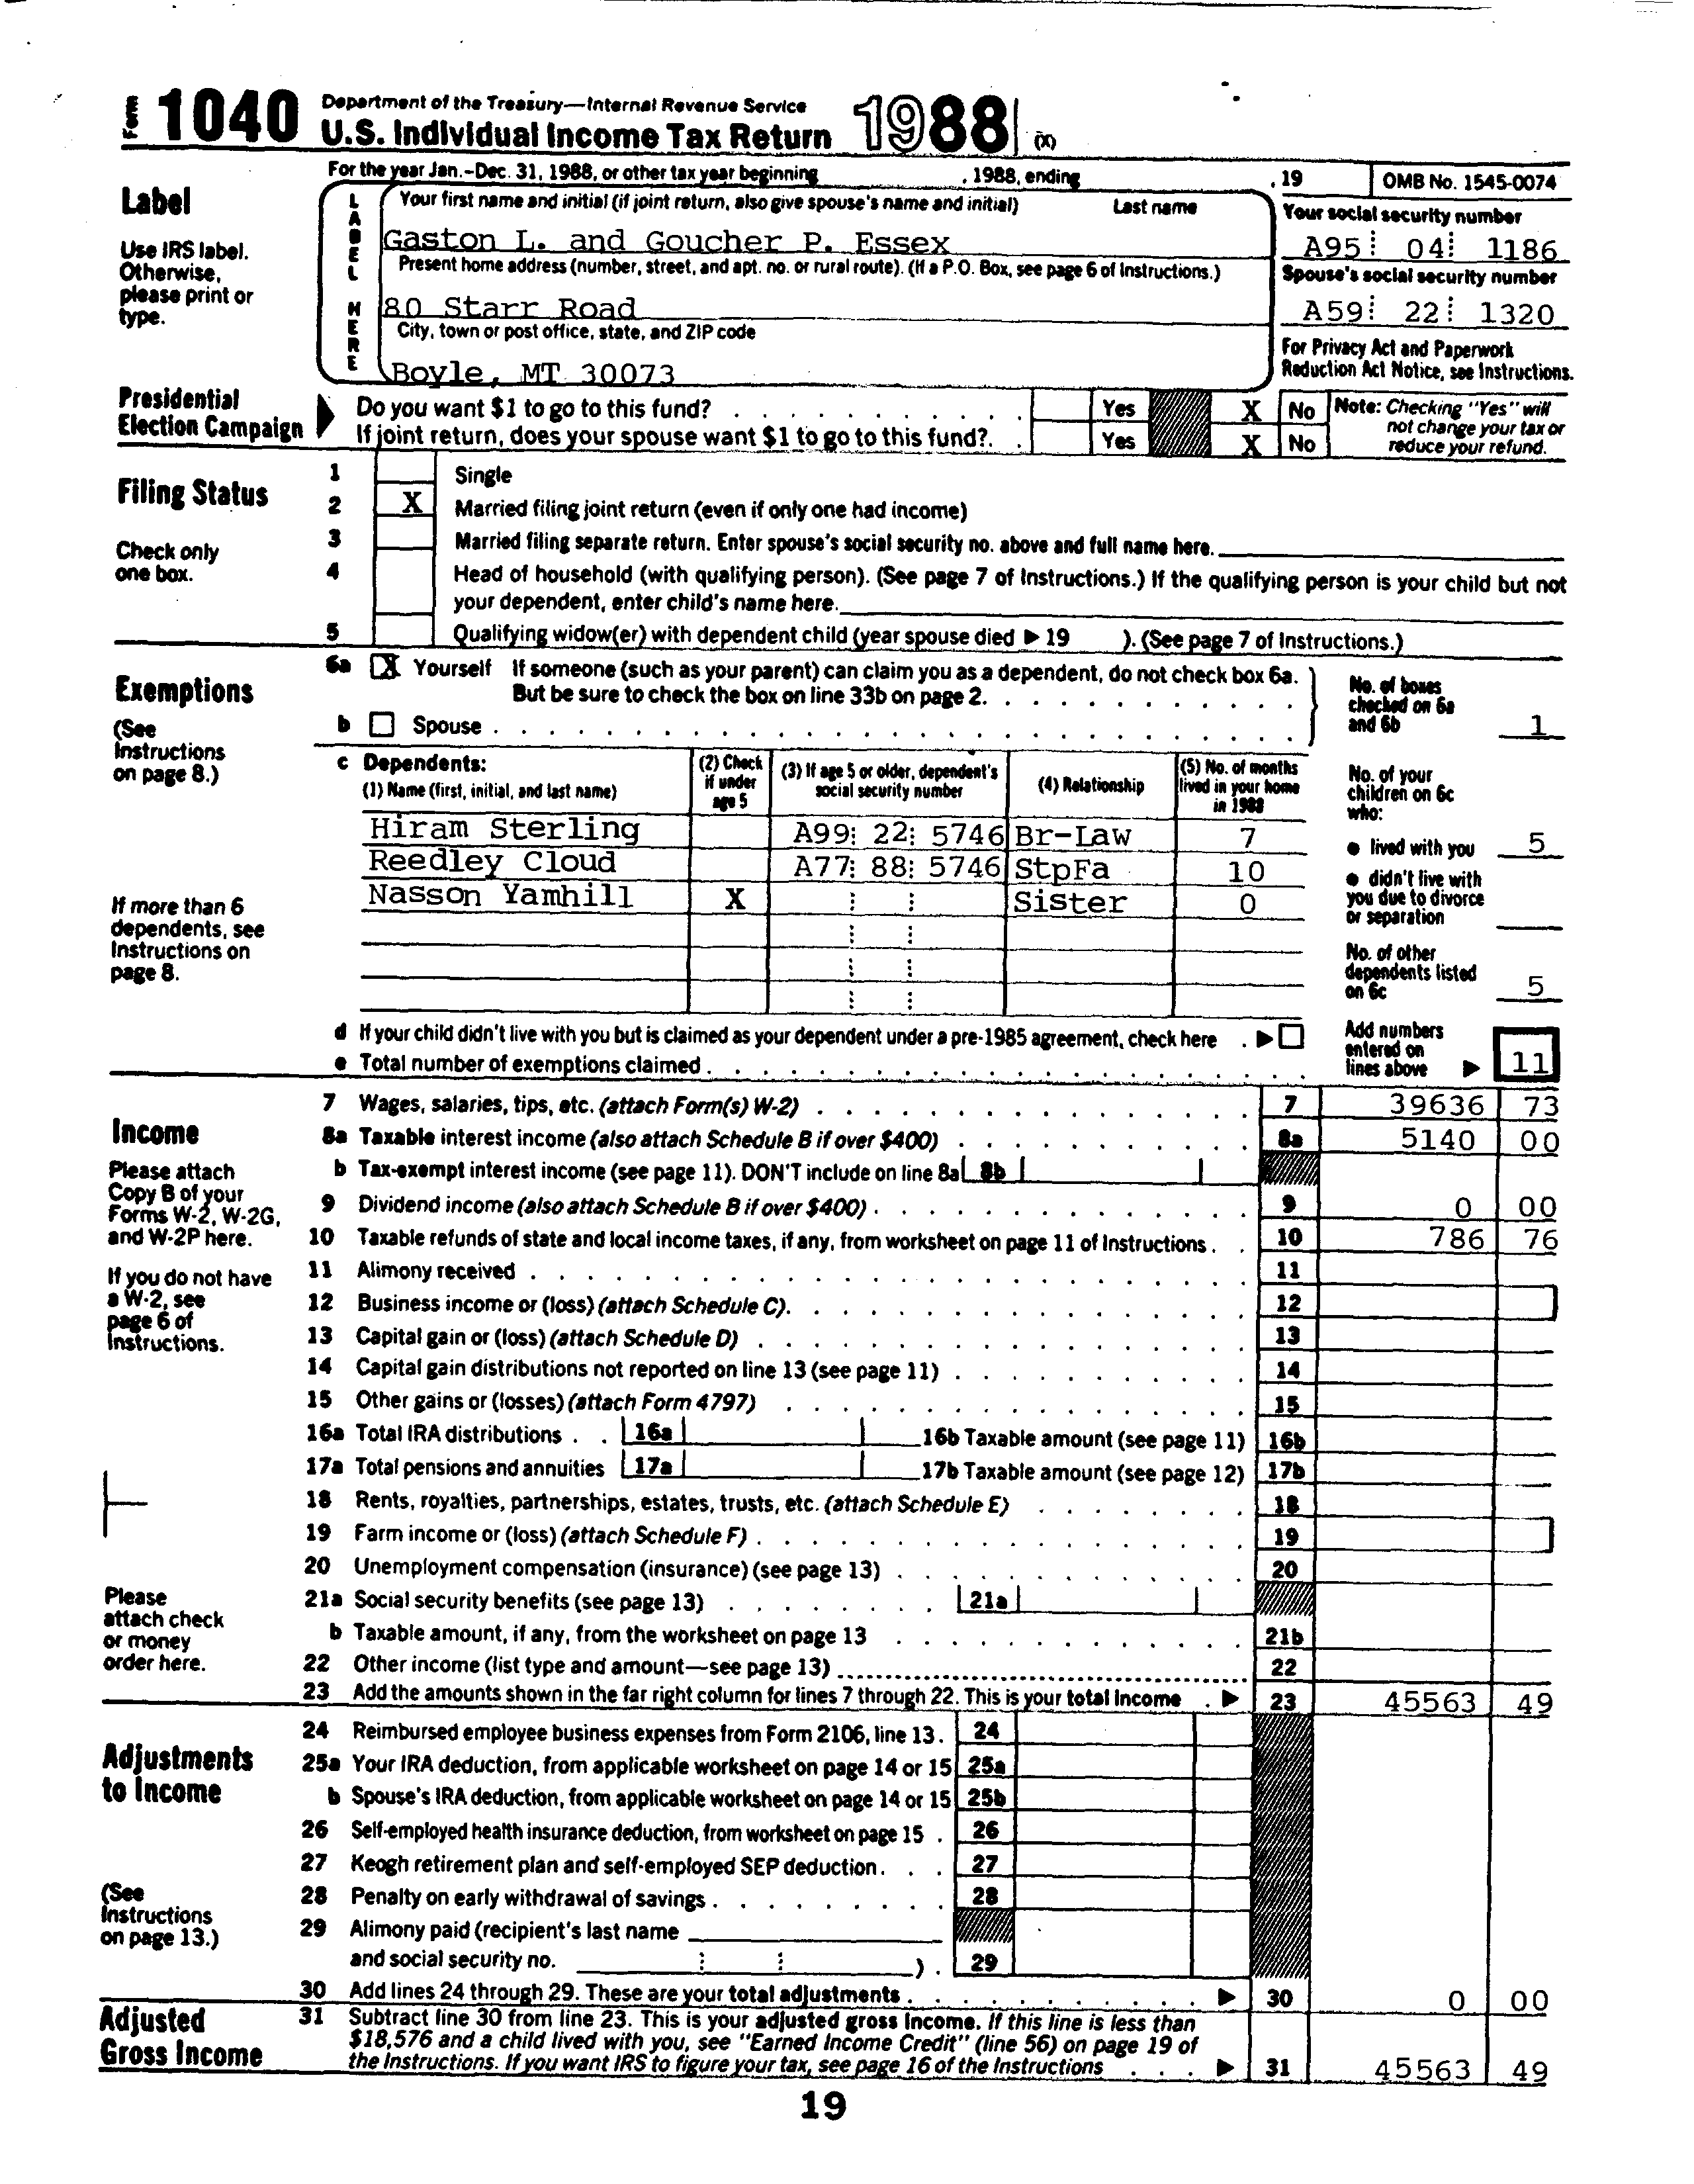 Form 1040 Department of the Treasury—Internal Revenue Service
U.S. Individual Income Tax Return 1988 (X)
For the year Jan.-Dec. 31, 1988, or other tax year beginning , 1988, ending , 19 OMB No. 1545-0074
Label
Use IRS label.
Otherwise,
please print or
type.
LABEL HERE
Your first name and initial (if joint return, also give spouse's name and initial) Last name
Gaston L. and Goucher P. Essex
Present home address (number, street, and apt. no. or rural route). (If a P.O. Box, see page 6 of Instructions.)
80 Starr Road
City, town or post office, state, and ZIP code
Boyle, MT 30073
Your social security number
A95 04 1186
Spouse's social security number
A59 22 1320
For Privacy Act and Paperwork
Reduction Act Notice, see Instructions.
Presidential
Election Campaign
Do you want $1 to go to this fund? Yes X No
If joint return, does your spouse want $1 to go to this fund?. Yes X No
Note: Checking "Yes" will
not change your tax or
reduce your refund.
Filing Status
Check only
one box.
1 Single
2 X Married filing joint return (even if only one had income)
3 Married filing separate return. Enter spouse's social security no. above and full name here.
4 Head of household (with qualifying person). (See page 7 of Instructions.) If the qualifying person is your child but not
your dependent, enter child's name here.
5 Qualifying widow(er) with dependent child (year spouse died ▶ 19 ). (See page 7 of Instructions.)
Exemptions
(See
Instructions
on page 8.)
If more than 6
dependents, see
Instructions on
page 8.
6a X Yourself If someone (such as your parent) can claim you as a dependent, do not check box 6a.
But be sure to check the box on line 33b on page 2.
b Spouse
No. of boxes
checked on 6a
and 6b 1
c Dependents:
(1) Name (first, initial, and last name)
(2) Check
if under
age 5
(3) If age 5 or older, dependent's
social security number
(4) Relationship
(5) No. of months
lived in your home
in 1988
Hiram Sterling A99 22 5746 Br-Law 7
Reedley Cloud A77 88 5746 StpFa 10
Nasson Yamhill X Sister 0
No. of your
children on 6c
who:
● lived with you 5
● didn't live with
you due to divorce
or separation
No. of other
dependents listed
on 6c 5
d If your child didn't live with you but is claimed as your dependent under a pre-1985 agreement, check here . ▶
e Total number of exemptions claimed
Add numbers
entered on
lines above ▶ 11
Income
Please attach
Copy B of your
Forms W-2, W-2G,
and W-2P here.
If you do not have
a W-2, see
page 6 of
Instructions.
Please
attach check
or money
order here.
7 Wages, salaries, tips, etc. (attach Form(s) W-2) 7 39636 73
8a Taxable interest income (also attach Schedule B if over $400) 8a 5140 00
b Tax-exempt interest income (see page 11). DON'T include on line 8a 8b
9 Dividend income (also attach Schedule B if over $400) 9 0 00
10 Taxable refunds of state and local income taxes, if any, from worksheet on page 11 of Instructions 10 786 76
11 Alimony received 11
12 Business income or (loss) (attach Schedule C). 12
13 Capital gain or (loss) (attach Schedule D) 13
14 Capital gain distributions not reported on line 13 (see page 11) 14
15 Other gains or (losses) (attach Form 4797) 15
16a Total IRA distributions 16a 16b Taxable amount (see page 11) 16b
17a Total pensions and annuities 17a 17b Taxable amount (see page 12) 17b
18 Rents, royalties, partnerships, estates, trusts, etc. (attach Schedule E) 18
19 Farm income or (loss) (attach Schedule F) 19
20 Unemployment compensation (insurance) (see page 13) 20
21a Social security benefits (see page 13) 21a
b Taxable amount, if any, from the worksheet on page 13 21b
22 Other income (list type and amount—see page 13) 22
23 Add the amounts shown in the far right column for lines 7 through 22. This is your total income . ▶ 23 45563 49
Adjustments
to Income
(See
Instructions
on page 13.)
24 Reimbursed employee business expenses from Form 2106, line 13. 24
25a Your IRA deduction, from applicable worksheet on page 14 or 15 25a
b Spouse's IRA deduction, from applicable worksheet on page 14 or 15 25b
26 Self-employed health insurance deduction, from worksheet on page 15 . 26
27 Keogh retirement plan and self-employed SEP deduction. 27
28 Penalty on early withdrawal of savings 28
29 Alimony paid (recipient's last name
and social security no. ) . 29
30 Add lines 24 through 29. These are your total adjustments ▶ 30 0 00
Adjusted
Gross Income
31 Subtract line 30 from line 23. This is your adjusted gross income. If this line is less than
$18,576 and a child lived with you, see "Earned Income Credit" (line 56) on page 19 of
the Instructions. If you want IRS to figure your tax, see page 16 of the Instructions ▶ 31 45563 49
19